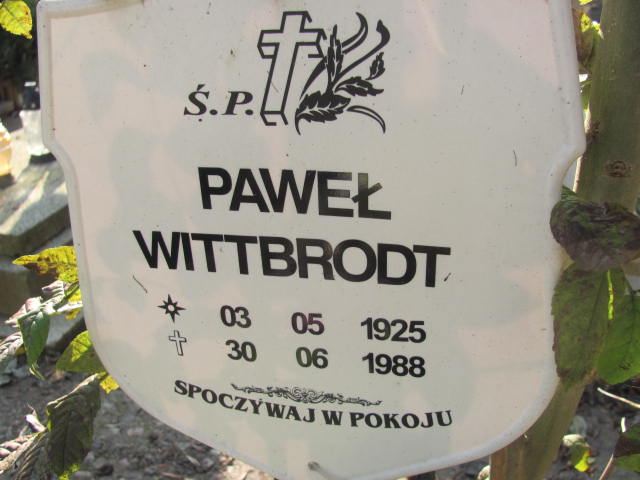 Ś.P.
PAWEŁ
WITTBRODT
03 05 1925
30 06 1988
SPOCZYWAJ W POKOJU